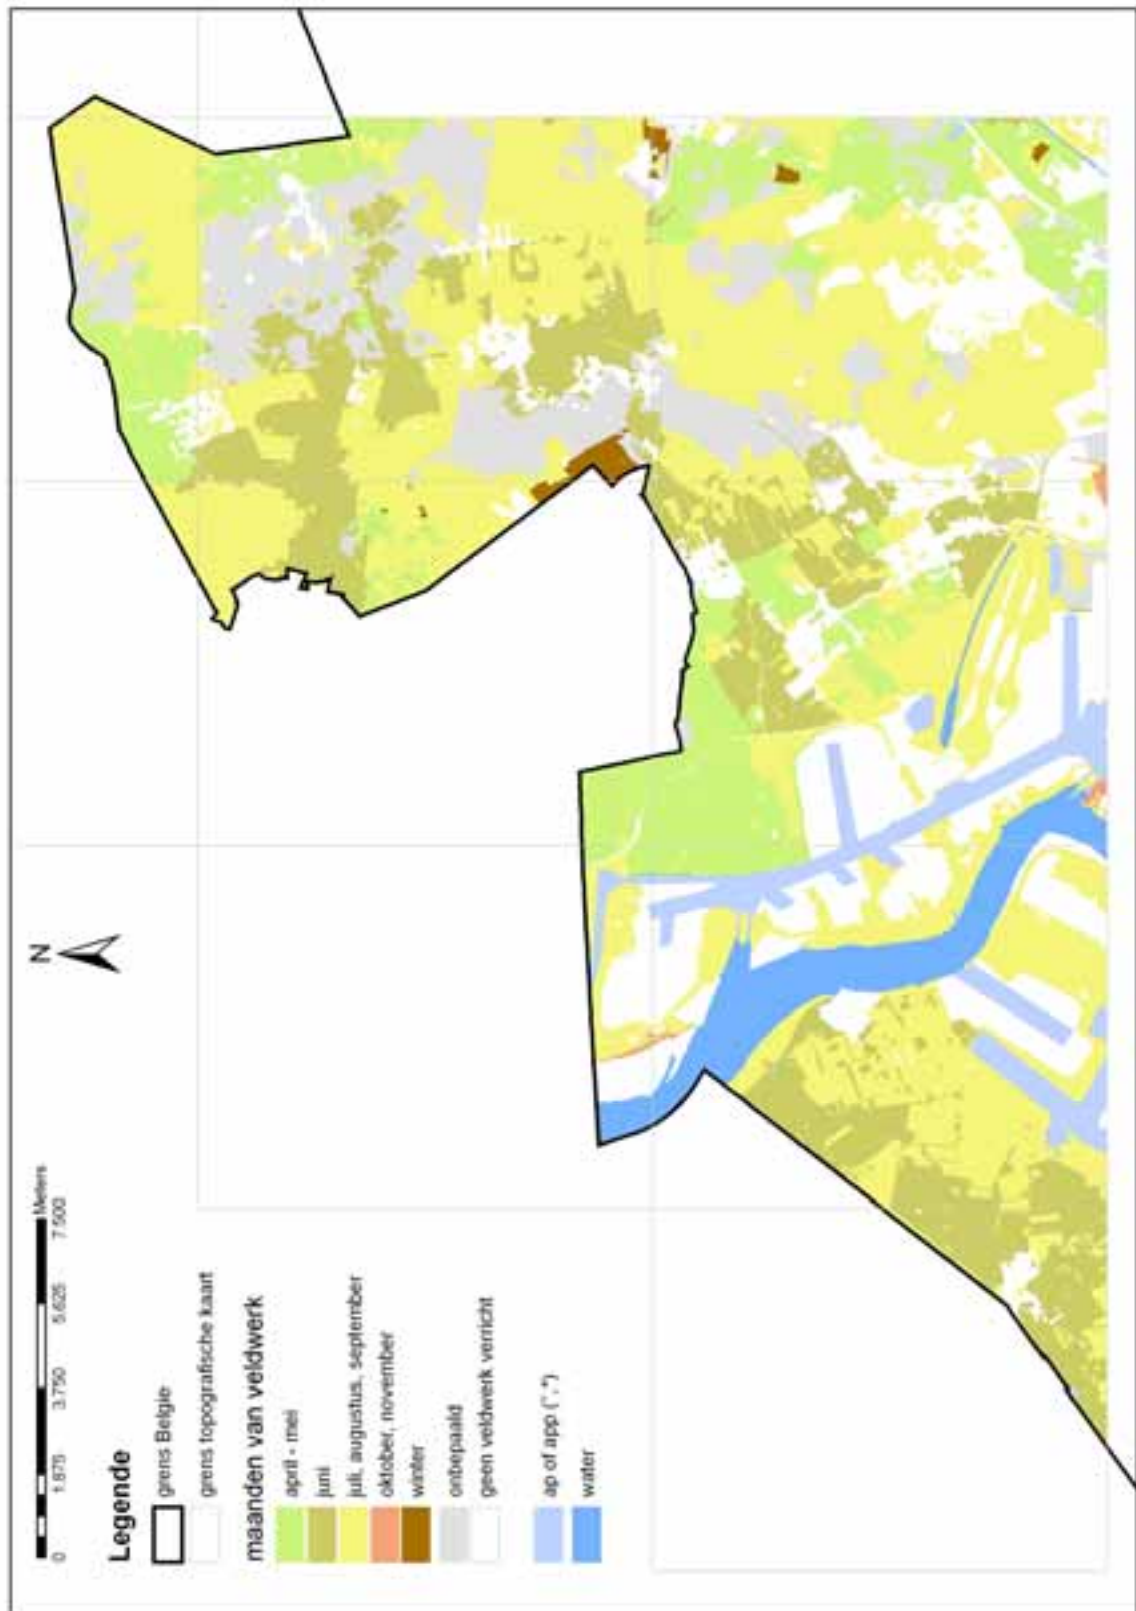 N
0 1.875 3.750 5.625 7.500
Meters
Legende
grens Belgie
grens topografische kaart
maanden van veldwerk
april - mei
juni
juli, augustus, september
oktober, november
winter
onbepaald
geen veldwerk verricht
ap of app (°,*)
water